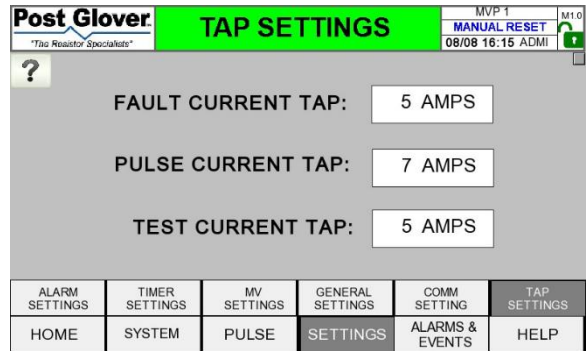 Post Glover
"The Resistor Specialists"
TAP SETTINGS
MVP 1
MANUAL RESET
08/08 16:15 ADMI
M1.0
?
FAULT CURRENT TAP: 5 AMPS
PULSE CURRENT TAP: 7 AMPS
TEST CURRENT TAP: 5 AMPS
ALARM SETTINGS
TIMER SETTINGS
MV SETTINGS
GENERAL SETTINGS
COMM SETTING
TAP SETTINGS
HOME
SYSTEM
PULSE
SETTINGS
ALARMS & EVENTS
HELP